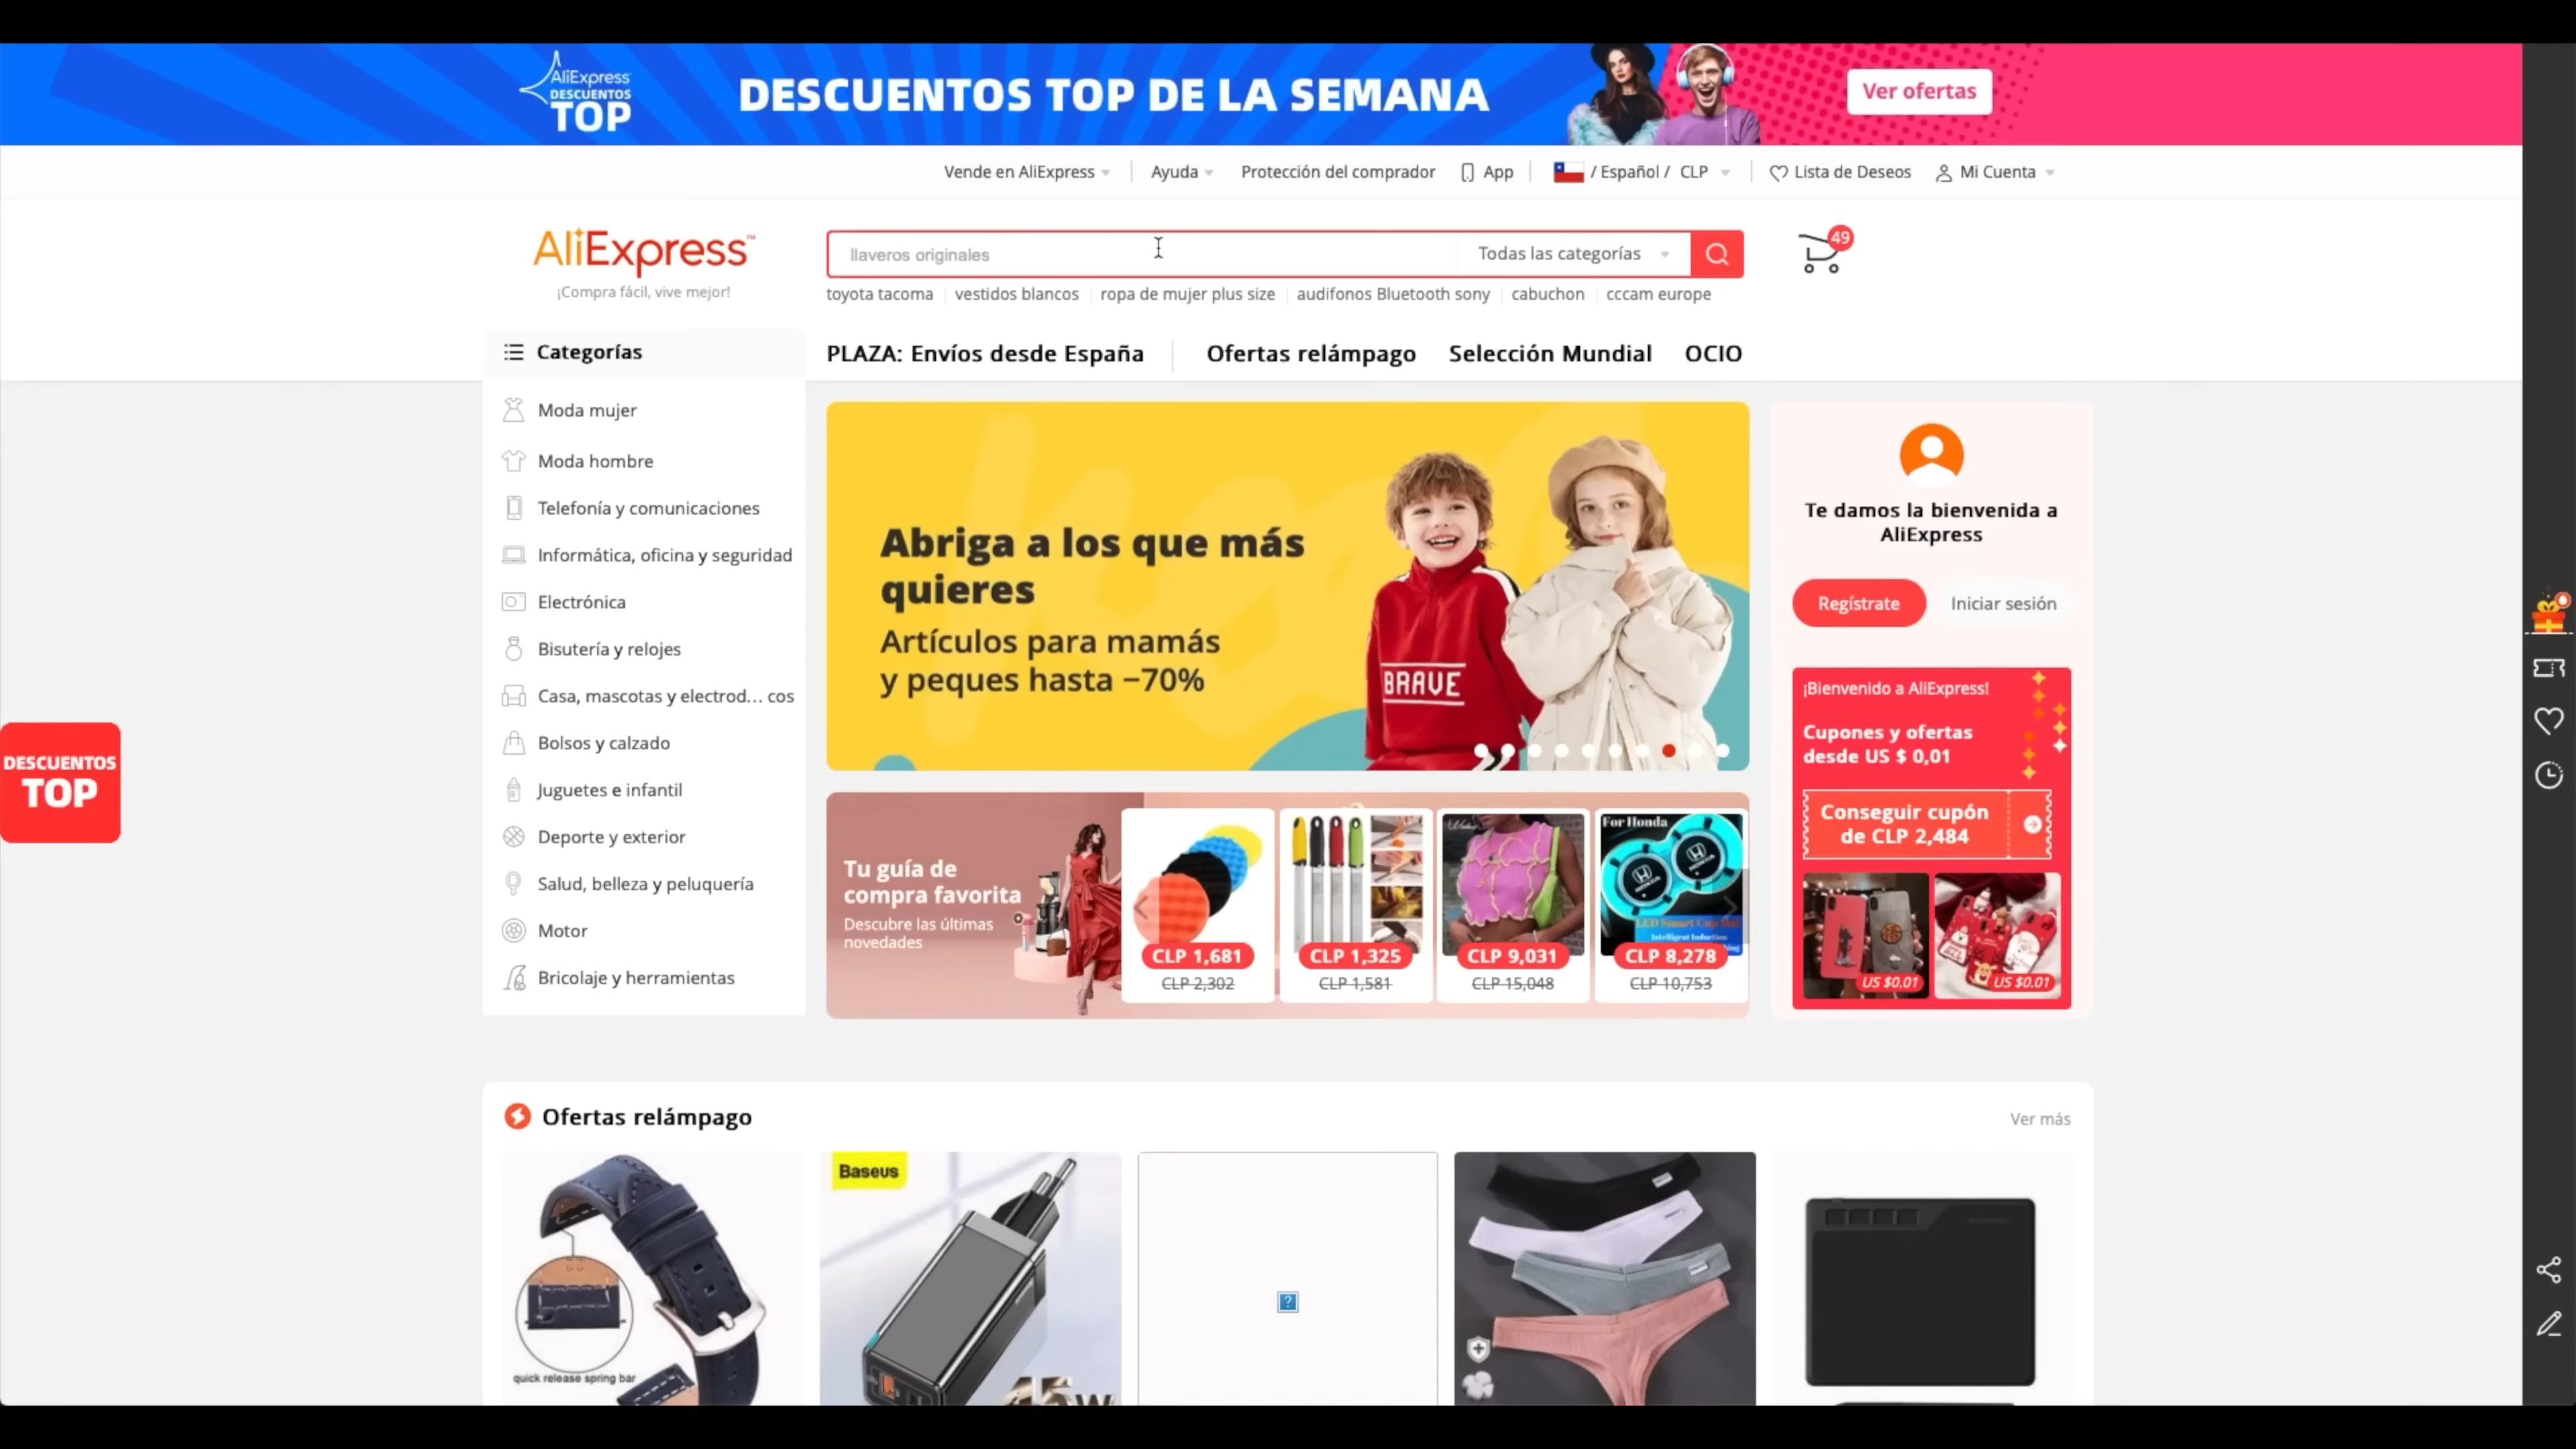 AliExpress
DESCUENTOS
TOP
DESCUENTOS TOP DE LA SEMANA
Ver ofertas
Vende en AliExpress
Ayuda
Protección del comprador
App
/ Español / CLP
Lista de Deseos
Mi Cuenta
AliExpress™
¡Compra fácil, vive mejor!
llaveros originales
Todas las categorías
49
toyota tacoma
vestidos blancos
ropa de mujer plus size
audifonos Bluetooth sony
cabuchon
cccam europe
Categorías
PLAZA: Envíos desde España
Ofertas relámpago
Selección Mundial
OCIO
Moda mujer
Moda hombre
Telefonía y comunicaciones
Informática, oficina y seguridad
Electrónica
Bisutería y relojes
Casa, mascotas y electrod... cos
Bolsos y calzado
Juguetes e infantil
Deporte y exterior
Salud, belleza y peluquería
Motor
Bricolaje y herramientas
DESCUENTOS
TOP
Abriga a los que más
quieres
Artículos para mamás
y peques hasta −70%
BRAVE
Te damos la bienvenida a
AliExpress
Regístrate
Iniciar sesión
¡Bienvenido a AliExpress!
Cupones y ofertas
desde US $ 0,01
Conseguir cupón
de CLP 2,484
US $0.01
US $0.01
Tu guía de
compra favorita
Descubre las últimas
novedades
CLP 1,681
CLP 2,302
CLP 1,325
CLP 1,581
CLP 9,031
CLP 15,048
For Honda
HONDA
HONDA
Intelligent Induction
CLP 8,278
CLP 10,753
Ofertas relámpago
Ver más
quick release spring bar
Baseus
45w